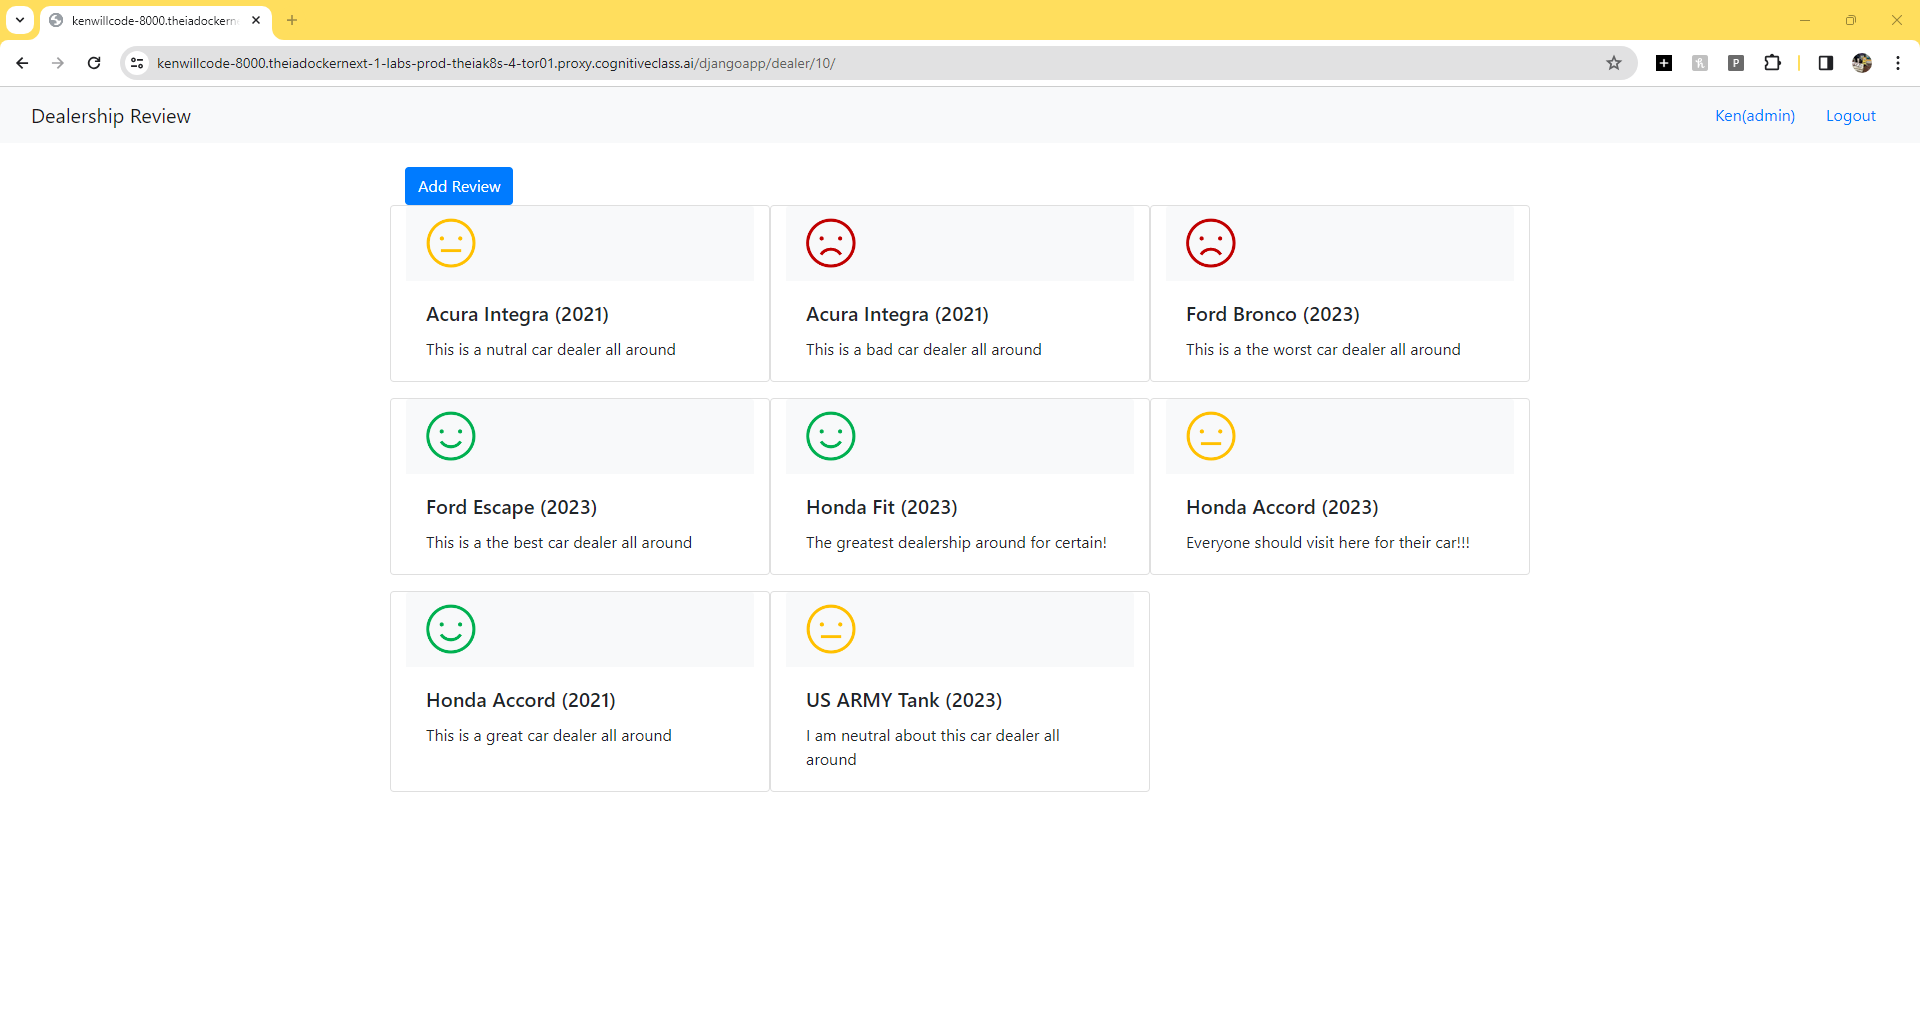 kenwillcode-8000.theiadockern
kenwillcode-8000.theiadockernext-1-labs-prod-theiak8s-4-tor01.proxy.cognitiveclass.ai/djangoapp/dealer/10/
P
Dealership Review
Ken(admin)
Logout
Add Review
Acura Integra (2021)
This is a nutral car dealer all around
Acura Integra (2021)
This is a bad car dealer all around
Ford Bronco (2023)
This is a the worst car dealer all around
Ford Escape (2023)
This is a the best car dealer all around
Honda Fit (2023)
The greatest dealership around for certain!
Honda Accord (2023)
Everyone should visit here for their car!!!
Honda Accord (2021)
This is a great car dealer all around
US ARMY Tank (2023)
I am neutral about this car dealer all
around